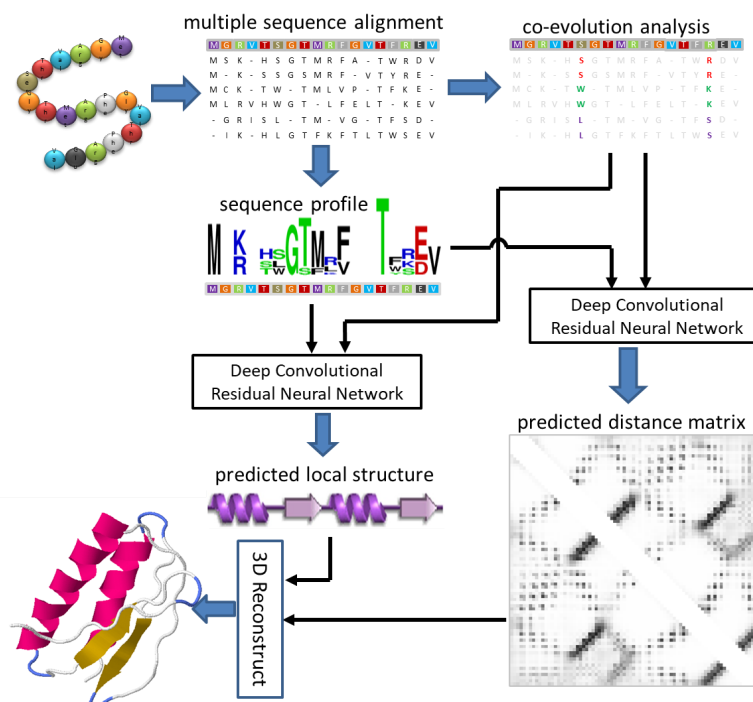 multiple sequence alignment
co-evolution analysis
M G R V T S G T M R F G V T F R E V
M S K - H S G T M R F A - T W R D V
M - K - S S G S M R F - V T Y R E -
M C K - T W - T M L V P - T F K E -
M L R V H W G T - L F E L T - K E V
- G R I S L - T M - V G - T F S D -
- I K - H L G T F K F T L T W S E V
M G R V T S G T M R F G V T F R E V
M S K - H S G T M R F A - T W R D V
M - K - S S G S M R F - V T Y R E -
M C K - T W - T M L V P - T F K E -
M L R V H W G T - L F E L T - K E V
- G R I S L - T M - V G - T F S D -
- I K - H L G T F K F T L T W S E V
sequence profile
M G R V T S G T M R F G V T F R E V
Deep Convolutional
Residual Neural Network
Deep Convolutional
Residual Neural Network
predicted distance matrix
predicted local structure
3D Reconstruct